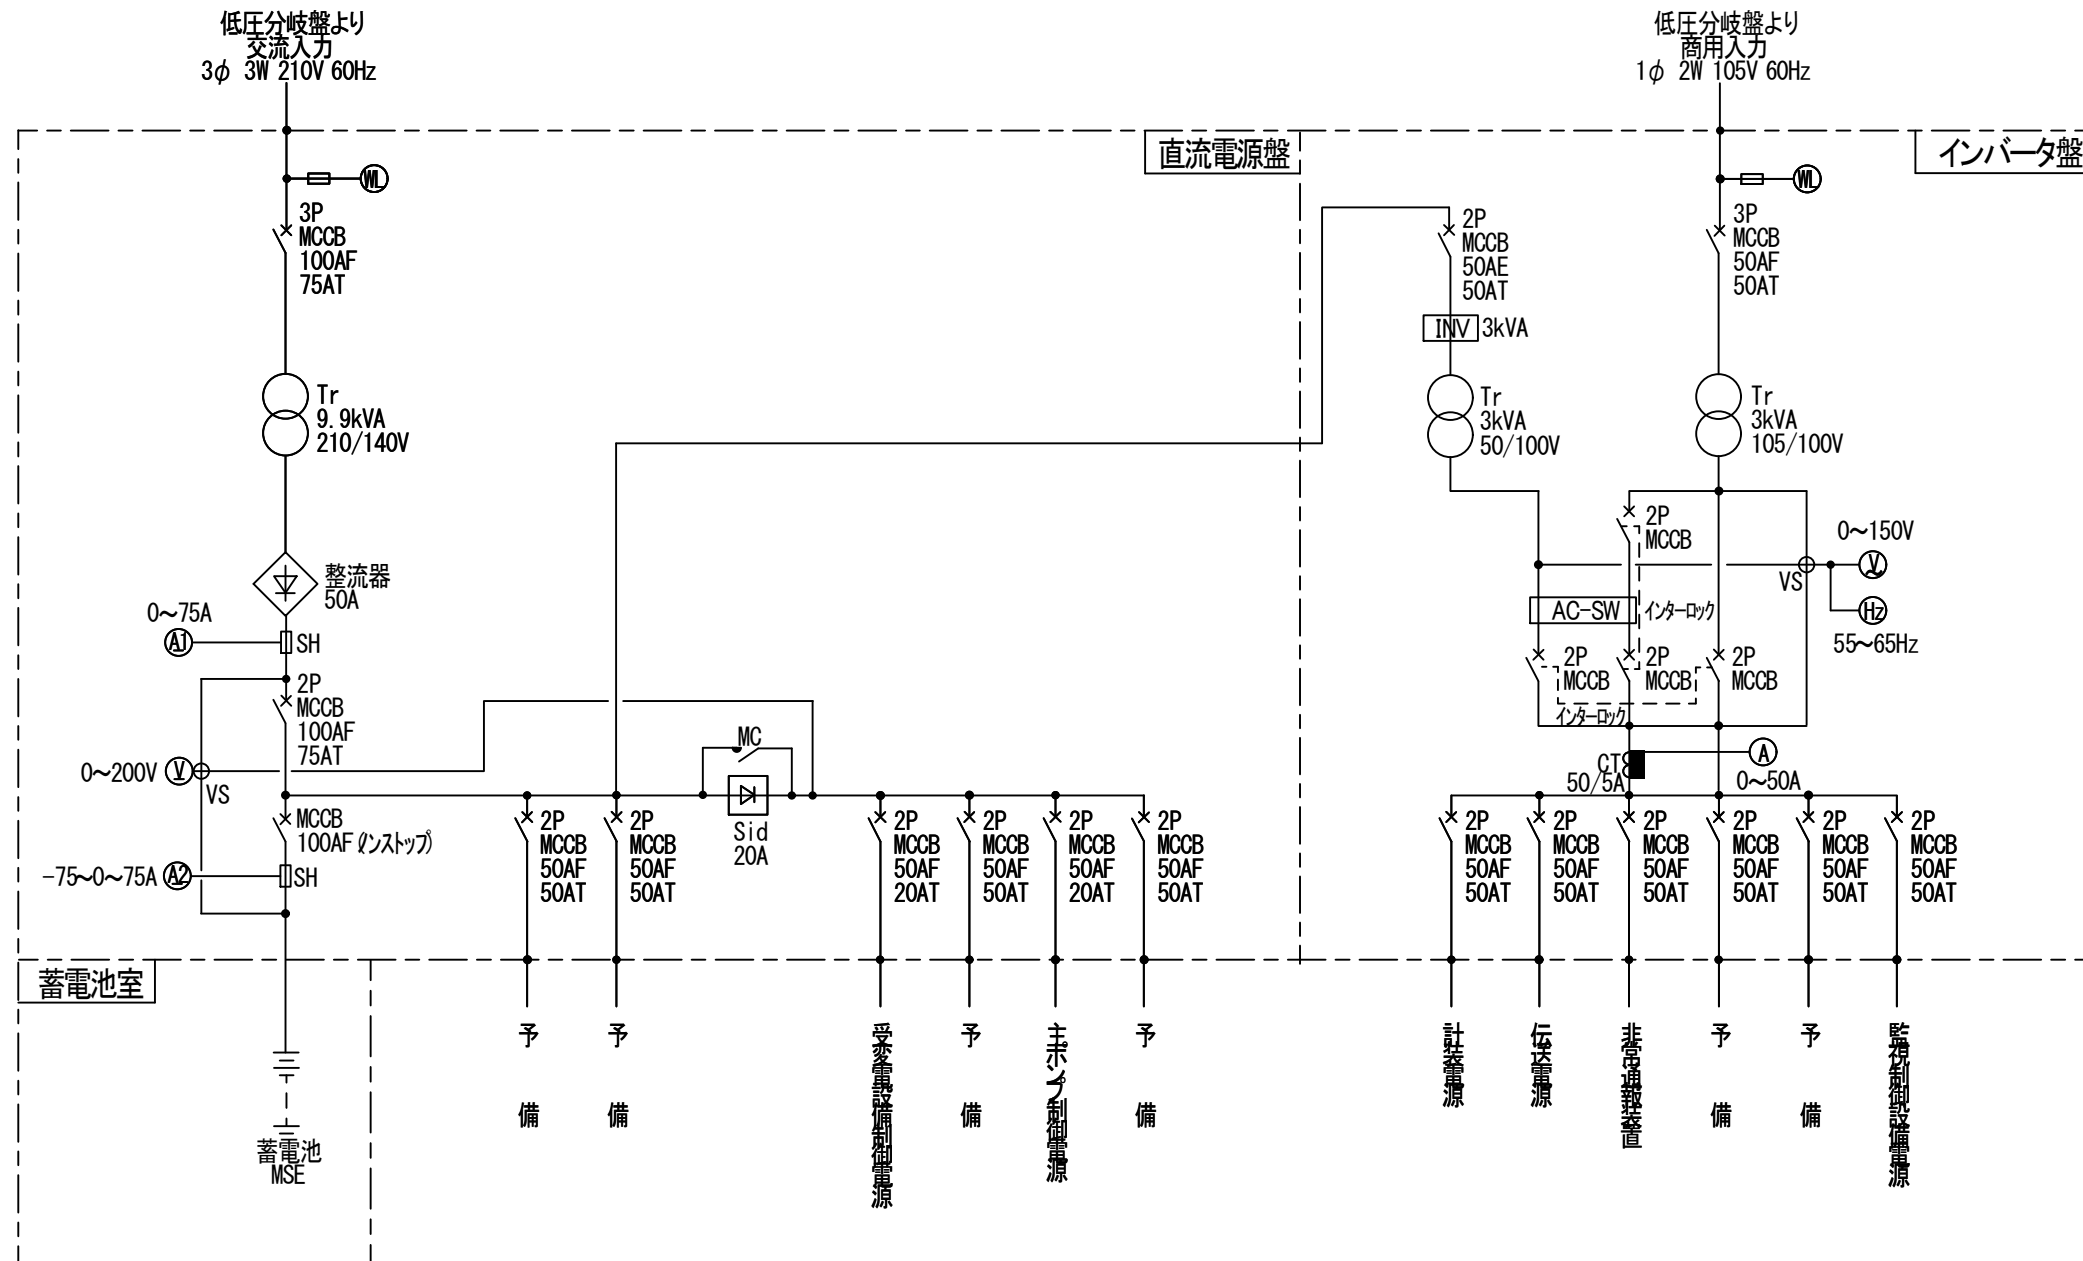 低圧分岐盤より
交流入力
3φ 3W 210V 60Hz
低圧分岐盤より
商用入力
1φ 2W 105V 60Hz
直流電源盤
インバータ盤
WL
3P
MCCB
100AF
75AT
2P
MCCB
50AE
50AT
WL
3P
MCCB
50AF
50AT
INV 3kVA
Tr
9.9kVA
210/140V
Tr
3kVA
50/100V
Tr
3kVA
105/100V
整流器
50A
2P
MCCB
0〜150V
V
VS
Hz
55〜65Hz
AC-SW
インターロック
0〜75A
A1
SH
2P
MCCB
2P
MCCB
2P
MCCB
インターロック
2P
MCCB
100AF
75AT
0〜200V
V
VS
MC
Sid
20A
CT
50/5A
A
0〜50A
MCCB
100AF(ノンストップ)
-75〜0〜75A
A2
SH
2P
MCCB
50AF
50AT
2P
MCCB
50AF
50AT
2P
MCCB
50AF
20AT
2P
MCCB
50AF
50AT
2P
MCCB
50AF
20AT
2P
MCCB
50AF
50AT
2P
MCCB
50AF
50AT
2P
MCCB
50AF
50AT
2P
MCCB
50AF
50AT
2P
MCCB
50AF
50AT
2P
MCCB
50AF
50AT
2P
MCCB
50AF
50AT
蓄電池室
蓄電池
MSE
予備
予備
受変電設備制御電源
予備
主ポンプ制御電源
予備
計装電源
伝送電源
非常通報装置
予備
予備
監視制御設備電源